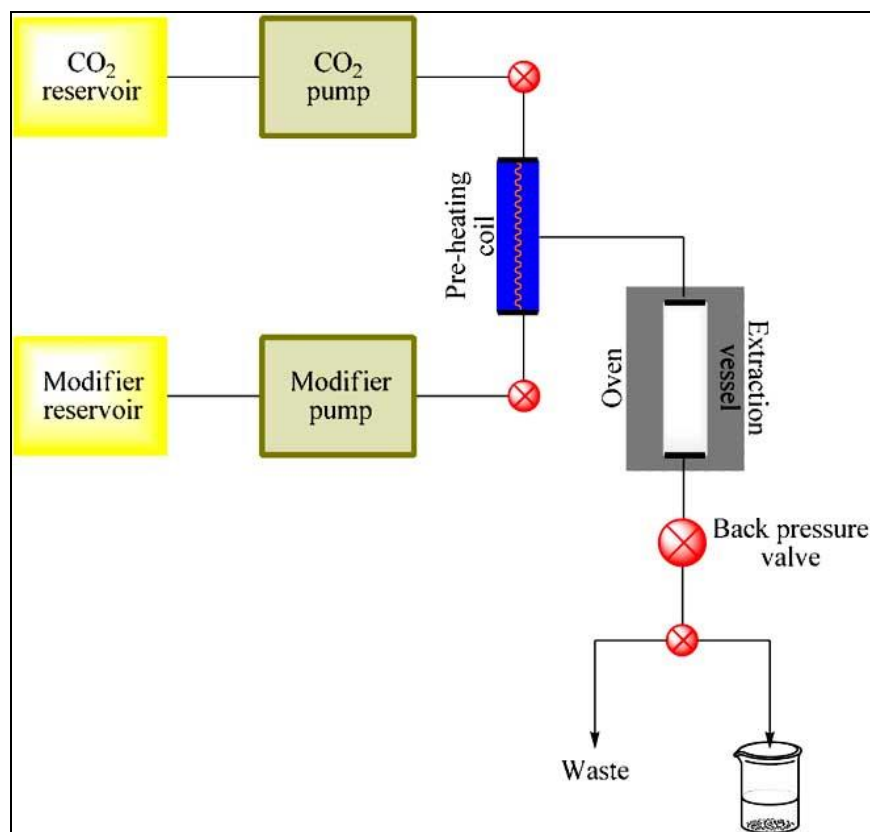 CO₂
reservoir
CO₂
pump
Pre-heating
coil
Modifier
reservoir
Modifier
pump
Oven
Extraction
vessel
Back pressure
valve
Waste